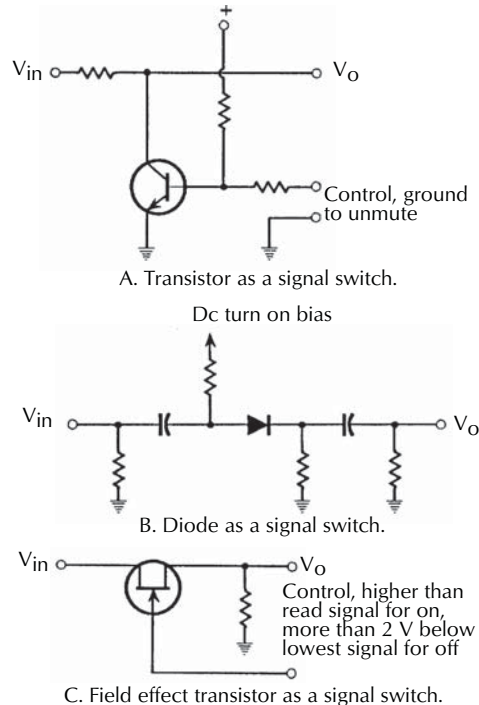 +
Vin
Vo
Control, ground
to unmute
A. Transistor as a signal switch.
Dc turn on bias
Vin
Vo
B. Diode as a signal switch.
Vin
Vo
Control, higher than
read signal for on,
more than 2 V below
lowest signal for off
C. Field effect transistor as a signal switch.